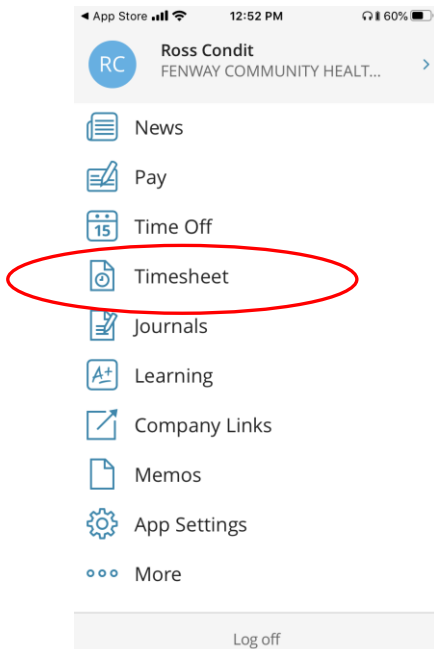 App Store 12:52 PM 60%
RC
Ross Condit
FENWAY COMMUNITY HEALT...
News
Pay
15 Time Off
Timesheet
Journals
A+ Learning
Company Links
Memos
App Settings
More
Log off